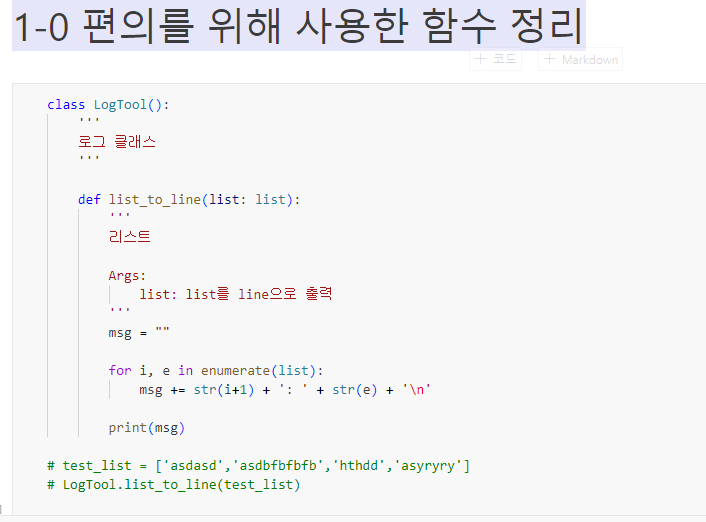 1-0 편의를 위해 사용한 함수 정리
+ 코드 + Markdown
class LogTool():
'''
로그 클래스
'''
def list_to_line(list: list):
'''
리스트
Args:
list: list를 line으로 출력
'''
msg = ""
for i, e in enumerate(list):
msg += str(i+1) + ': ' + str(e) + '\n'
print(msg)
# test_list = ['asdasd','asdbfbfbfb','hthdd','asyryry']
# LogTool.list_to_line(test_list)